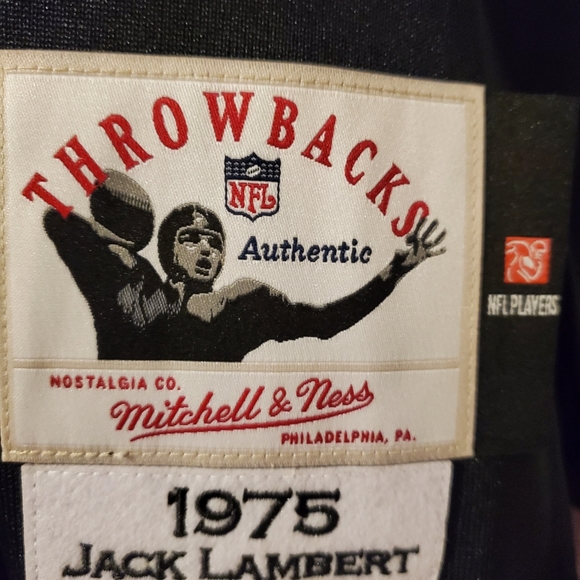 THROWBACKS
NFL
Authentic
NFL PLAYERS
NOSTALGIA CO.
Mitchell & Ness
PHILADELPHIA, PA.
1975
JACK LAMBERT